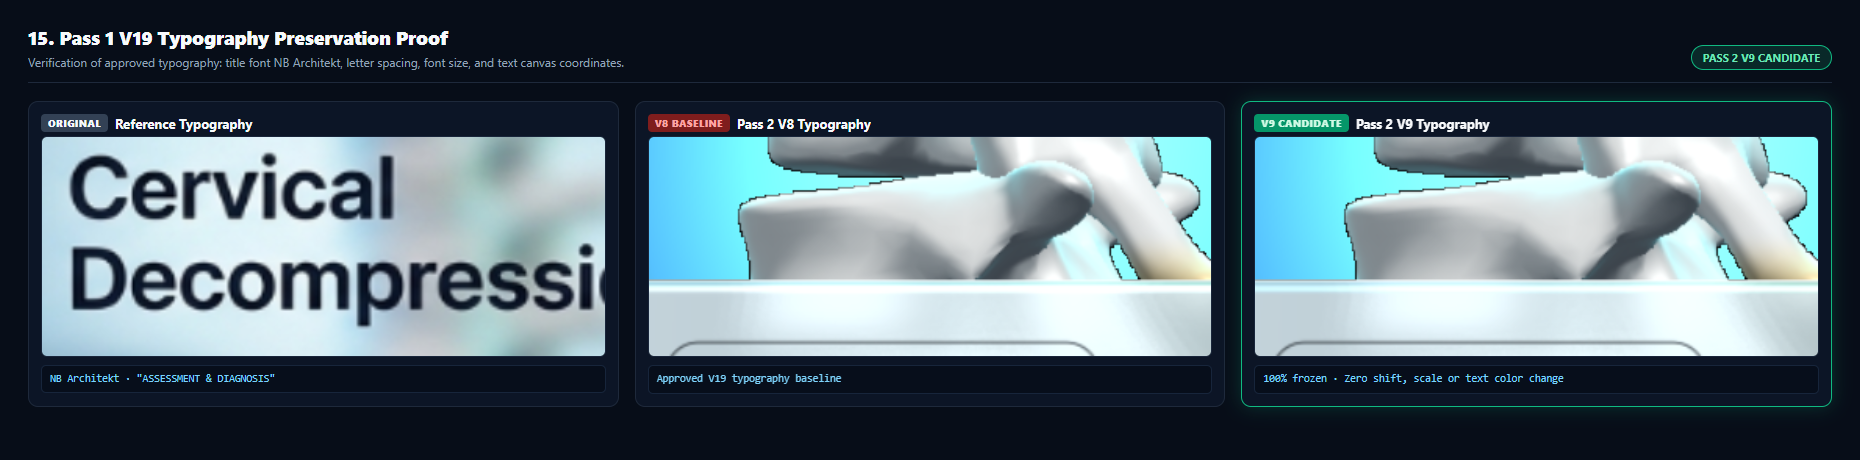 15. Pass 1 V19 Typography Preservation Proof
Verification of approved typography: title font NB Architekt, letter spacing, font size, and text canvas coordinates.
PASS 2 V9 CANDIDATE
ORIGINAL Reference Typography
Cervical
Decompressio
NB Architekt · "ASSESSMENT & DIAGNOSIS"
V8 BASELINE Pass 2 V8 Typography
Approved V19 typography baseline
V9 CANDIDATE Pass 2 V9 Typography
100% frozen · Zero shift, scale or text color change